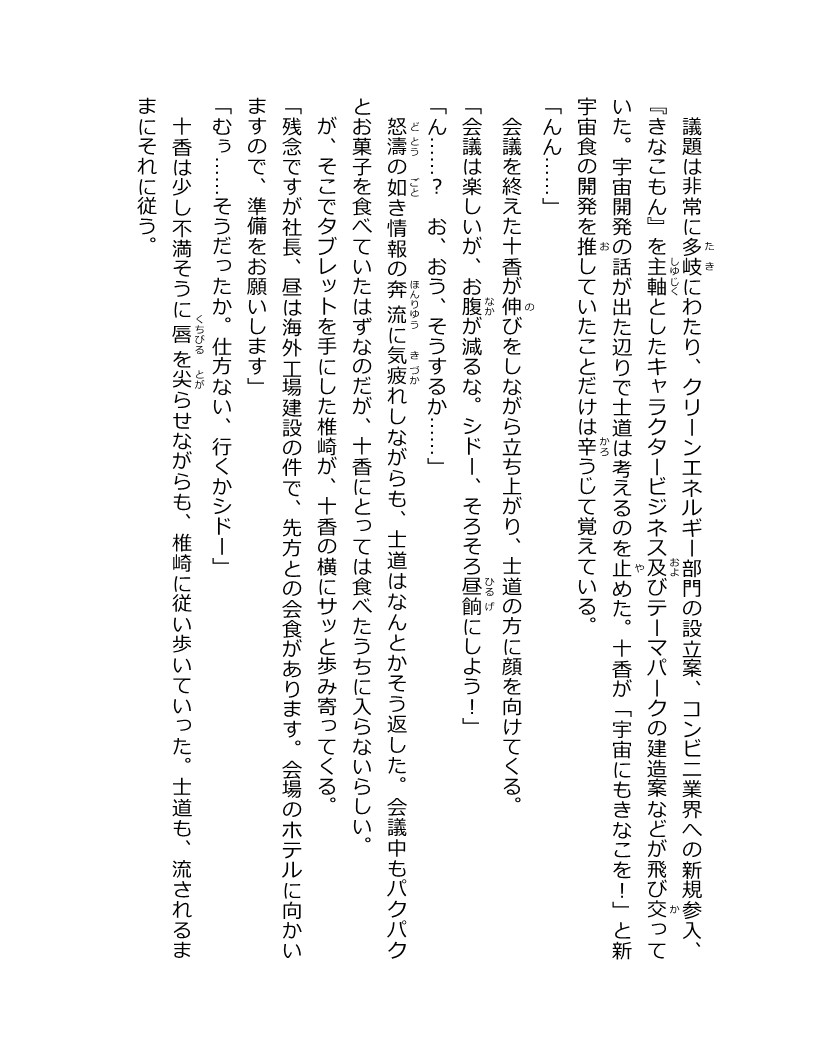 議題は非常に多岐にわたり、クリーンエネルギー部門の設立案、コンビニ業界への新規参入、
『きなこもん』を主軸としたキャラクタービジネス及びテーマパークの建造案などが飛び交って
いた。宇宙開発の話が出た辺りで士道は考えるのを止めた。十香が「宇宙にもきなこを！」と新
宇宙食の開発を推していたことだけは辛うじて覚えている。
「んん……」
　会議を終えた十香が伸びをしながら立ち上がり、士道の方に顔を向けてくる。
「会議は楽しいが、お腹が減るな。シドー、そろそろ昼餉にしよう！」
「ん……？　お、おう、そうするか……」
　怒濤の如き情報の奔流に気疲れしながらも、士道はなんとかそう返した。会議中もパクパク
とお菓子を食べていたはずなのだが、十香にとっては食べたうちに入らないらしい。
　が、そこでタブレットを手にした椎崎が、十香の横にサッと歩み寄ってくる。
「残念ですが社長、昼は海外工場建設の件で、先方との会食があります。会場のホテルに向かい
ますので、準備をお願いします」
「むぅ……そうだったか。仕方ない、行くかシドー」
　十香は少し不満そうに唇を尖らせながらも、椎崎に従い歩いていった。士道も、流されるま
まにそれに従う。